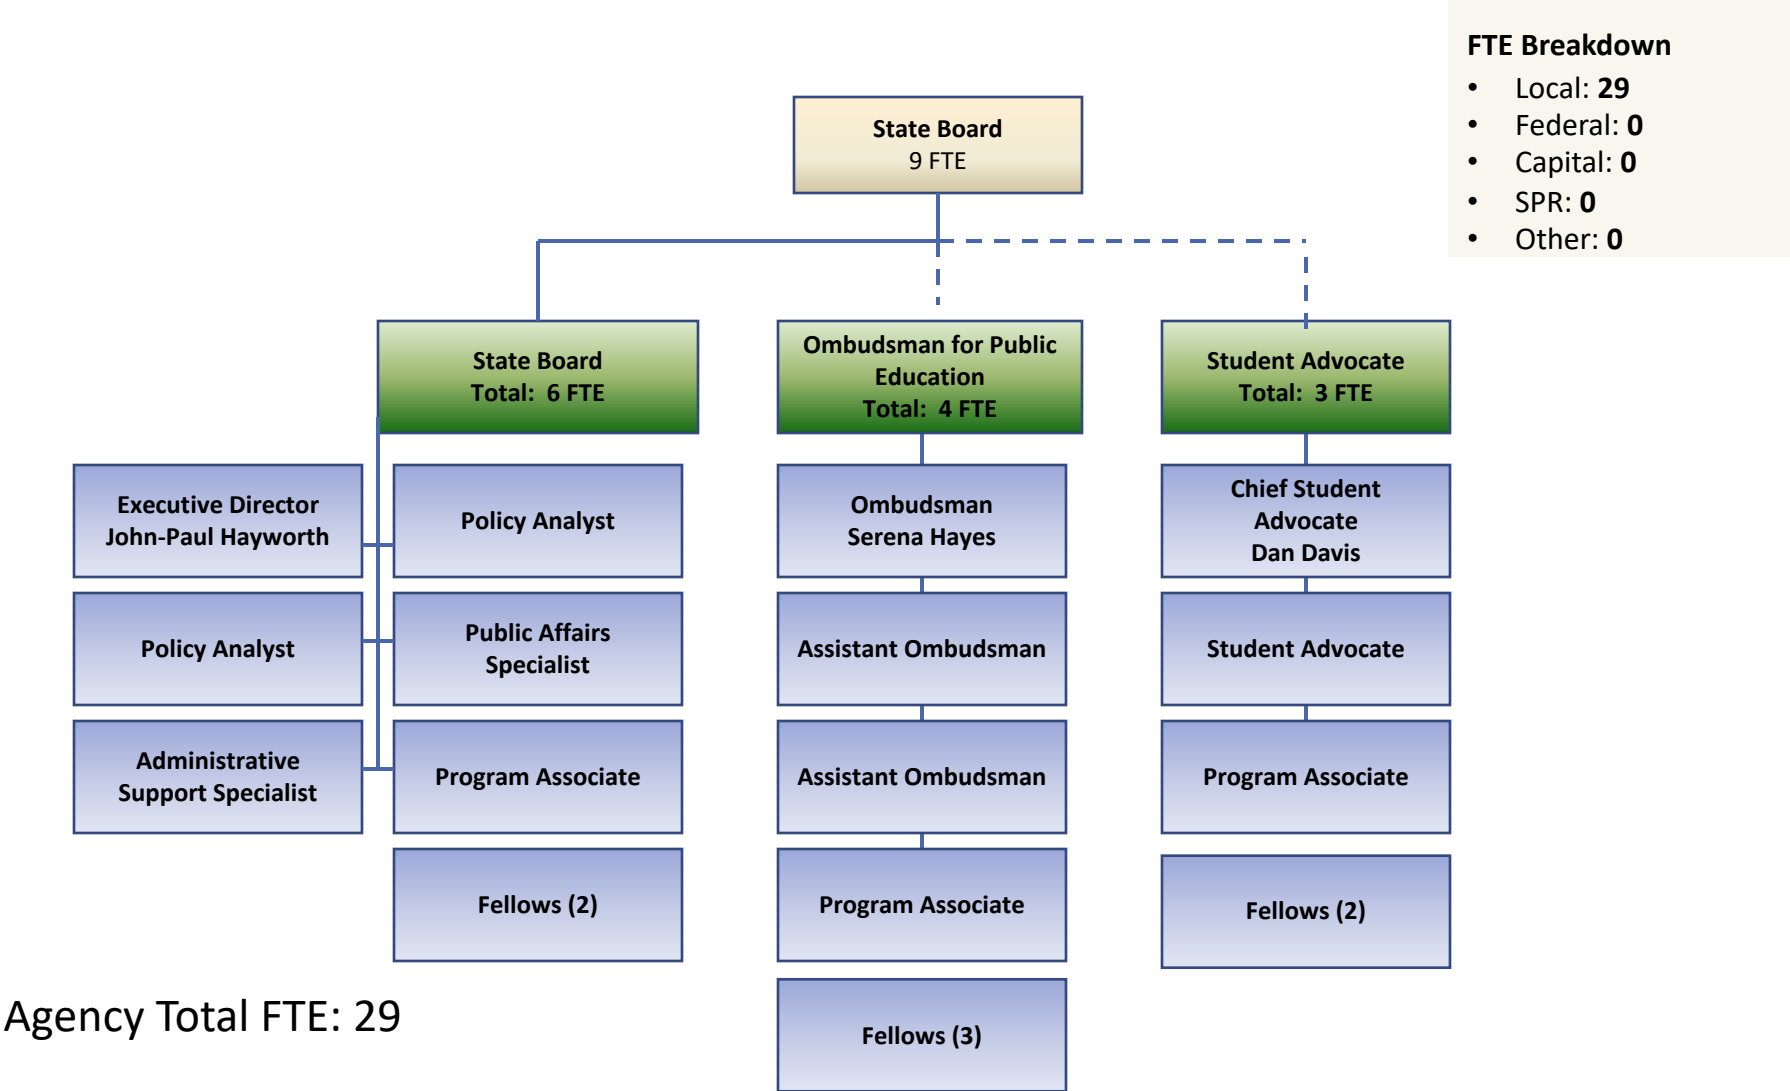 FTE Breakdown
• Local: 29
• Federal: 0
• Capital: 0
• SPR: 0
• Other: 0
State Board
9 FTE
State Board
Total: 6 FTE
Ombudsman for Public
Education
Total: 4 FTE
Student Advocate
Total: 3 FTE
Executive Director
John-Paul Hayworth
Policy Analyst
Ombudsman
Serena Hayes
Chief Student
Advocate
Dan Davis
Policy Analyst
Public Affairs
Specialist
Assistant Ombudsman
Student Advocate
Administrative
Support Specialist
Program Associate
Assistant Ombudsman
Program Associate
Fellows (2)
Program Associate
Fellows (2)
Fellows (3)
Agency Total FTE: 29